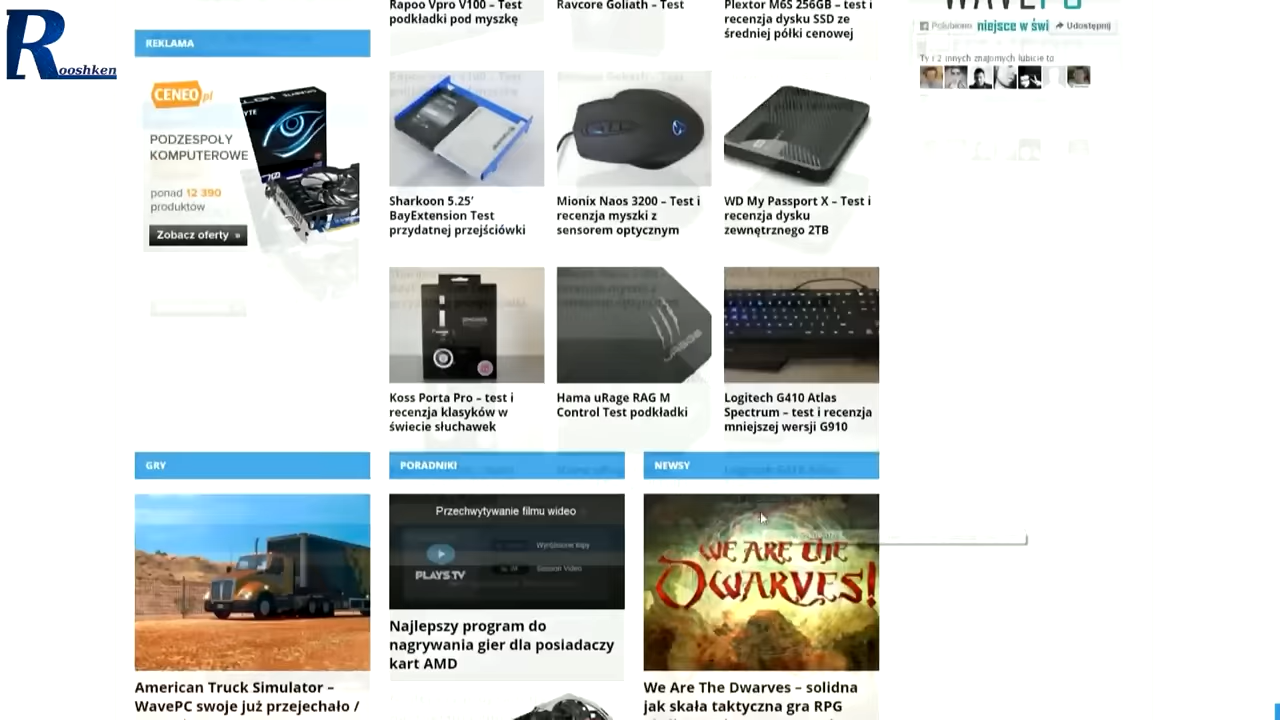 Rooshken
REKLAMA
CENEO.pl
PODZESPOŁY
KOMPUTEROWE
ponad 12 390
produktów
Zobacz oferty »
Rapoo Vpro V100 – Test
podkładki pod myszkę
Ravcore Goliath – Test
Plextor M6S 256GB – test i
recenzja dysku SSD ze
średniej półki cenowej
niejsce w świ
Udostępnij
Ty i 2 innych znajomych lubicie to
Sharkoon 5.25’
BayExtension Test
przydatnej przejściówki
Mionix Naos 3200 – Test i
recenzja myszki z
sensorem optycznym
WD My Passport X – Test i
recenzja dysku
zewnętrznego 2TB
Koss Porta Pro – test i
recenzja klasyków w
świecie słuchawek
Hama uRage RAG M
Control Test podkładki
Logitech G410 Atlas
Spectrum – test i recenzja
mniejszej wersji G910
GRY
PORADNIKI
NEWSY
Przechwytywanie filmu wideo
PLAYS.TV
Session Video
WE ARE THE
DWARVES!
Najlepszy program do
nagrywania gier dla posiadaczy
kart AMD
American Truck Simulator –
WavePC swoje już przejechało /
We Are The Dwarves – solidna
jak skała taktyczna gra RPG